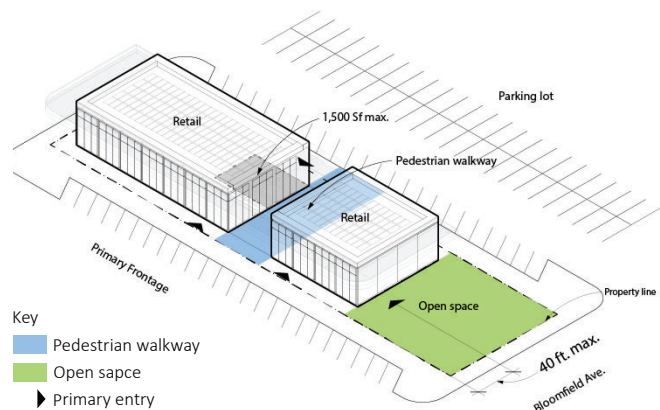 Parking lot
1,500 Sf max.
Retail
Pedestrian walkway
Retail
Primary Frontage
Open space
Property line
40 ft. max.
Bloomfield Ave.
Key
Pedestrian walkway
Open sapce
Primary entry